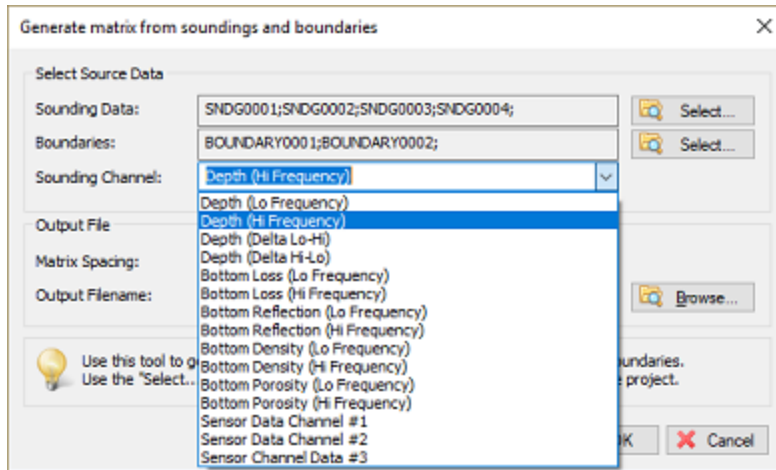 Generate matrix from soundings and boundaries
Select Source Data
Sounding Data: SNDG0001;SNDG0002;SNDG0003;SNDG0004; Select...
Boundaries: BOUNDARY0001;BOUNDARY0002; Select...
Sounding Channel: Depth (Hi Frequency)
Depth (Lo Frequency)
Output File Depth (Hi Frequency)
Depth (Delta Lo-Hi)
Matrix Spacing: Depth (Delta Hi-Lo)
Bottom Loss (Lo Frequency)
Output Filename: Bottom Loss (Hi Frequency) Browse...
Bottom Reflection (Lo Frequency)
Bottom Reflection (Hi Frequency)
Bottom Density (Lo Frequency)
Use this tool to Bottom Density (Hi Frequency)
Use the "Select... Bottom Porosity (Lo Frequency) project.
Bottom Porosity (Hi Frequency)
Sensor Data Channel #1
Sensor Data Channel #2 Cancel
Sensor Channel Data #3